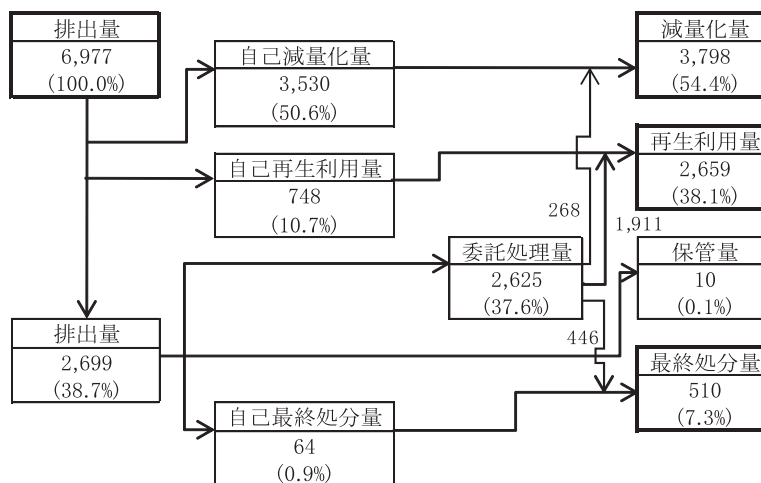 排出量
6,977
(100.0%)
自己減量化量
3,530
(50.6%)
減量化量
3,798
(54.4%)
自己再生利用量
748
(10.7%)
再生利用量
2,659
(38.1%)
268
1,911
委託処理量
2,625
(37.6%)
保管量
10
(0.1%)
排出量
2,699
(38.7%)
446
最終処分量
510
(7.3%)
自己最終処分量
64
(0.9%)